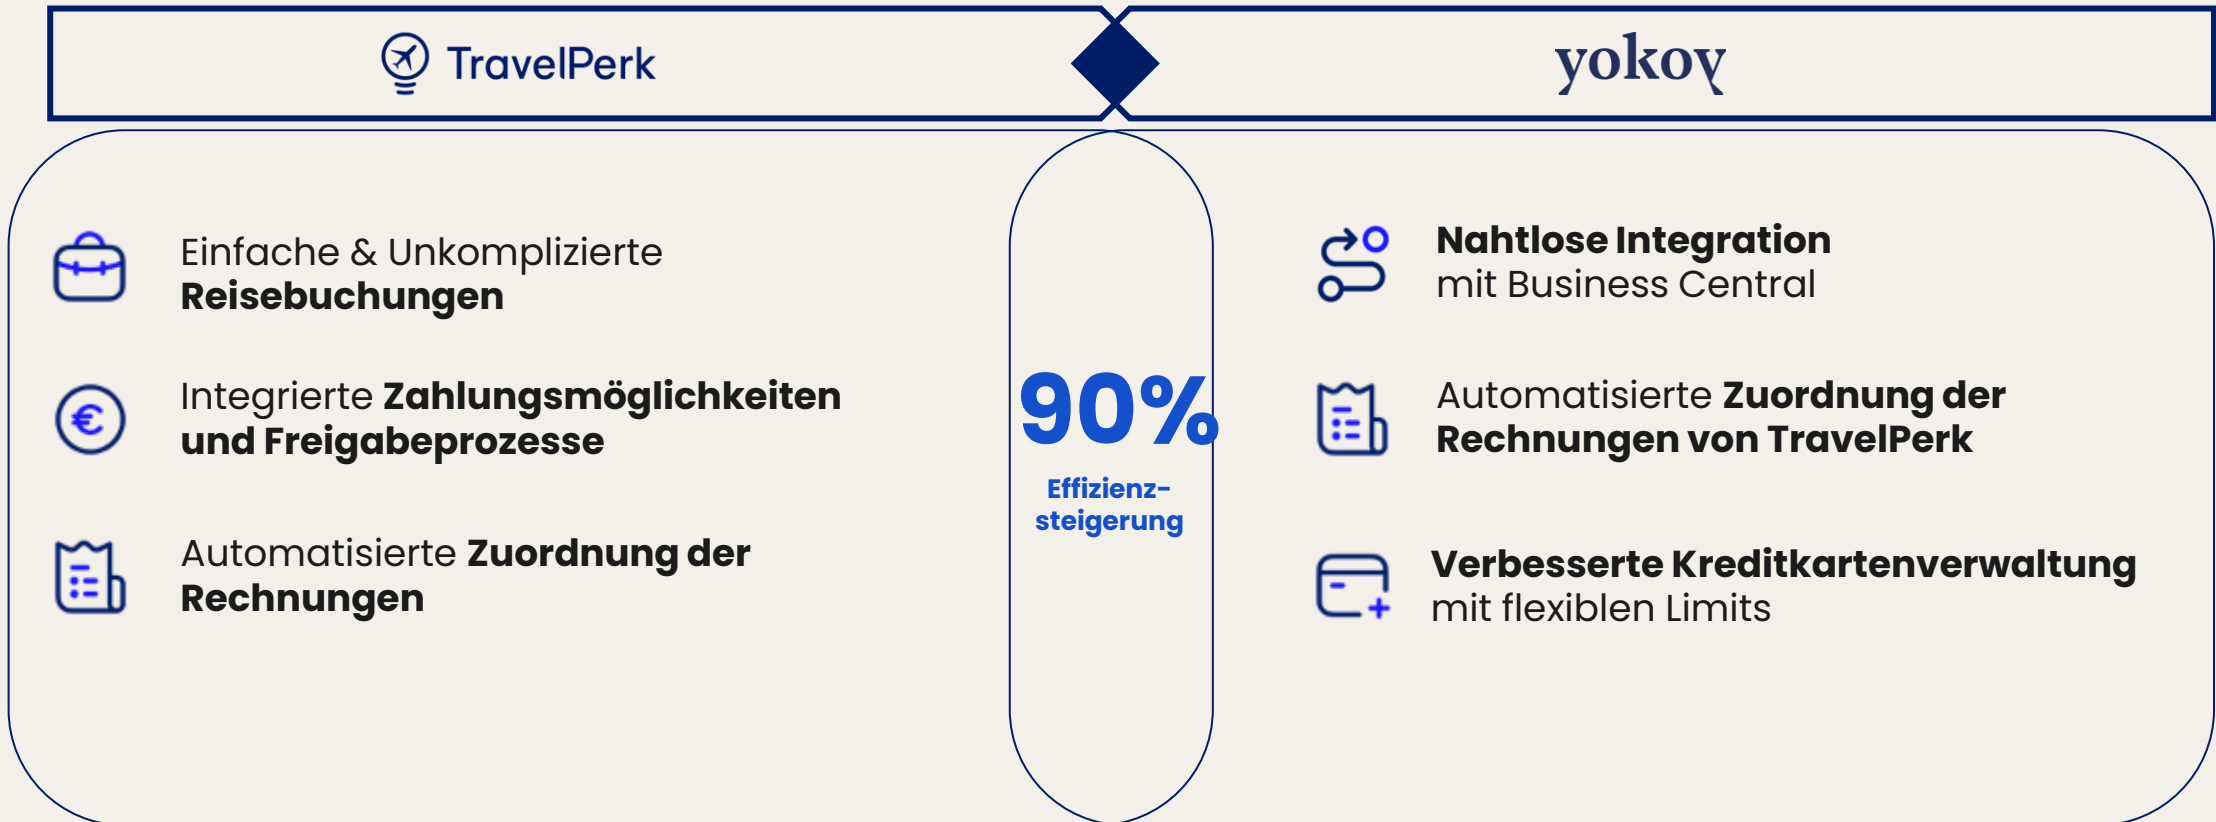 TravelPerk
yokoy
Einfache & Unkomplizierte
Reisebuchungen
Integrierte Zahlungsmöglichkeiten
und Freigabeprozesse
Automatisierte Zuordnung der
Rechnungen
90%
Effizienz-
steigerung
Nahtlose Integration
mit Business Central
Automatisierte Zuordnung der
Rechnungen von TravelPerk
Verbesserte Kreditkartenverwaltung
mit flexiblen Limits